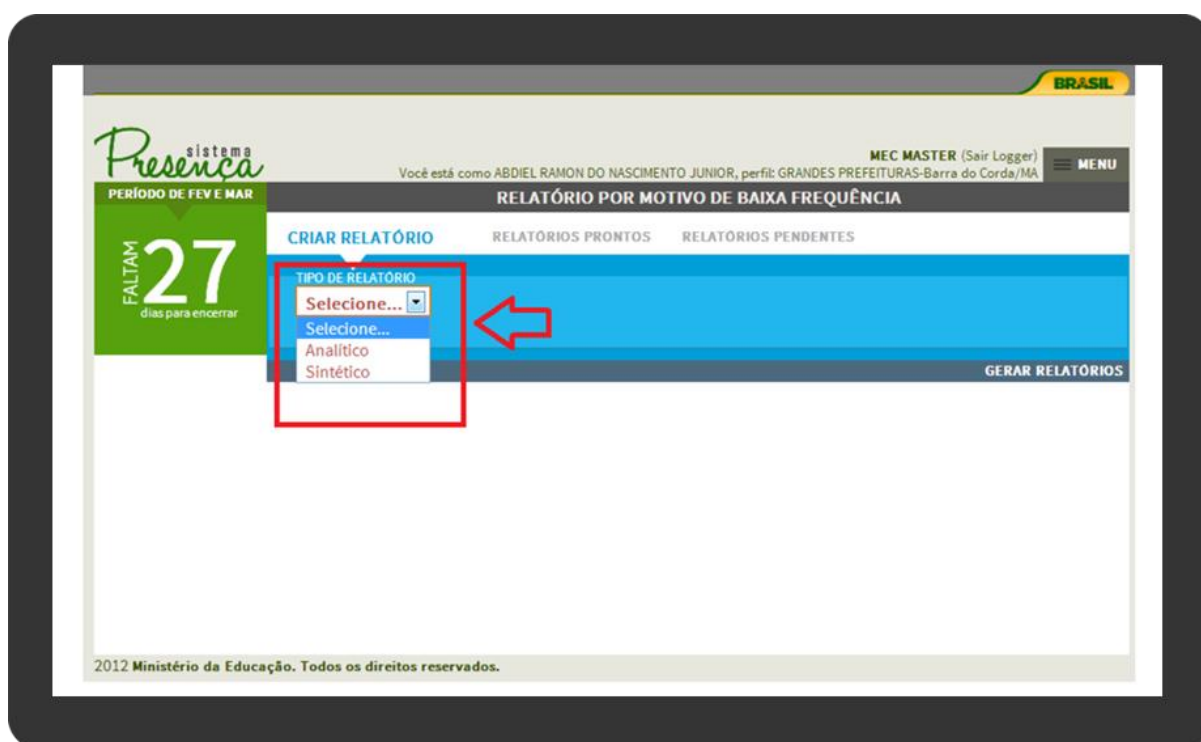 BRASIL
sistema
Presença
MEC MASTER (Sair Logger)
Você está como ABDIEL RAMON DO NASCIMENTO JUNIOR, perfil: GRANDES PREFEITURAS-Barra do Corda/MA
MENU
PERÍODO DE FEV E MAR
RELATÓRIO POR MOTIVO DE BAIXA FREQUÊNCIA
FALTAM
27
dias para encerrar
CRIAR RELATÓRIO RELATÓRIOS PRONTOS RELATÓRIOS PENDENTES
TIPO DE RELATÓRIO
Selecione...
Selecione...
Analítico
Sintético
GERAR RELATÓRIOS
2012 Ministério da Educação. Todos os direitos reservados.